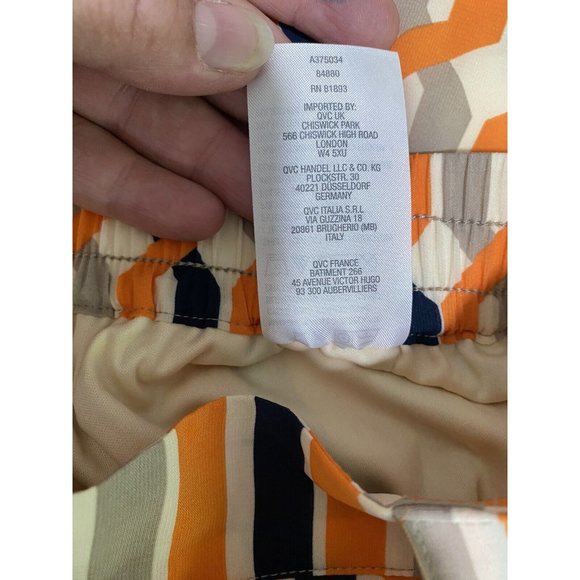 A375034
84880
RN 81893
IMPORTED BY:
QVC UK
CHISWICK PARK
566 CHISWICK HIGH ROAD
LONDON
W4 5XU
QVC HANDEL LLC & CO. KG
PLOCKSTR. 30
40221 DÜSSELDORF
GERMANY
QVC ITALIA S.R.L
VIA GUZZINA 18
20861 BRUGHERIO (MB)
ITALY
QVC FRANCE
BATIMENT 266
45 AVENUE VICTOR HUGO
93 300 AUBERVILLIERS